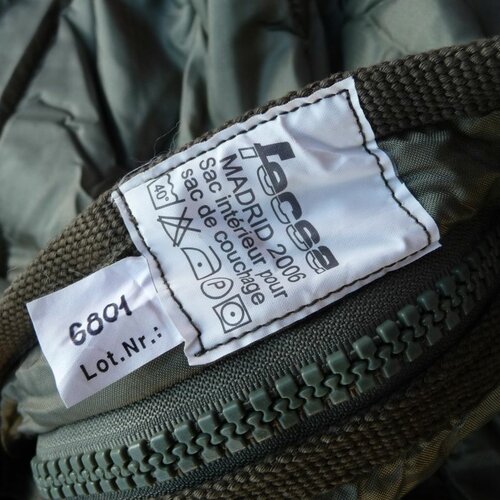 fecsa
MADRID 2006
Sac intérieur pour
sac de couchage
40°
P
6801
Lot.Nr.: